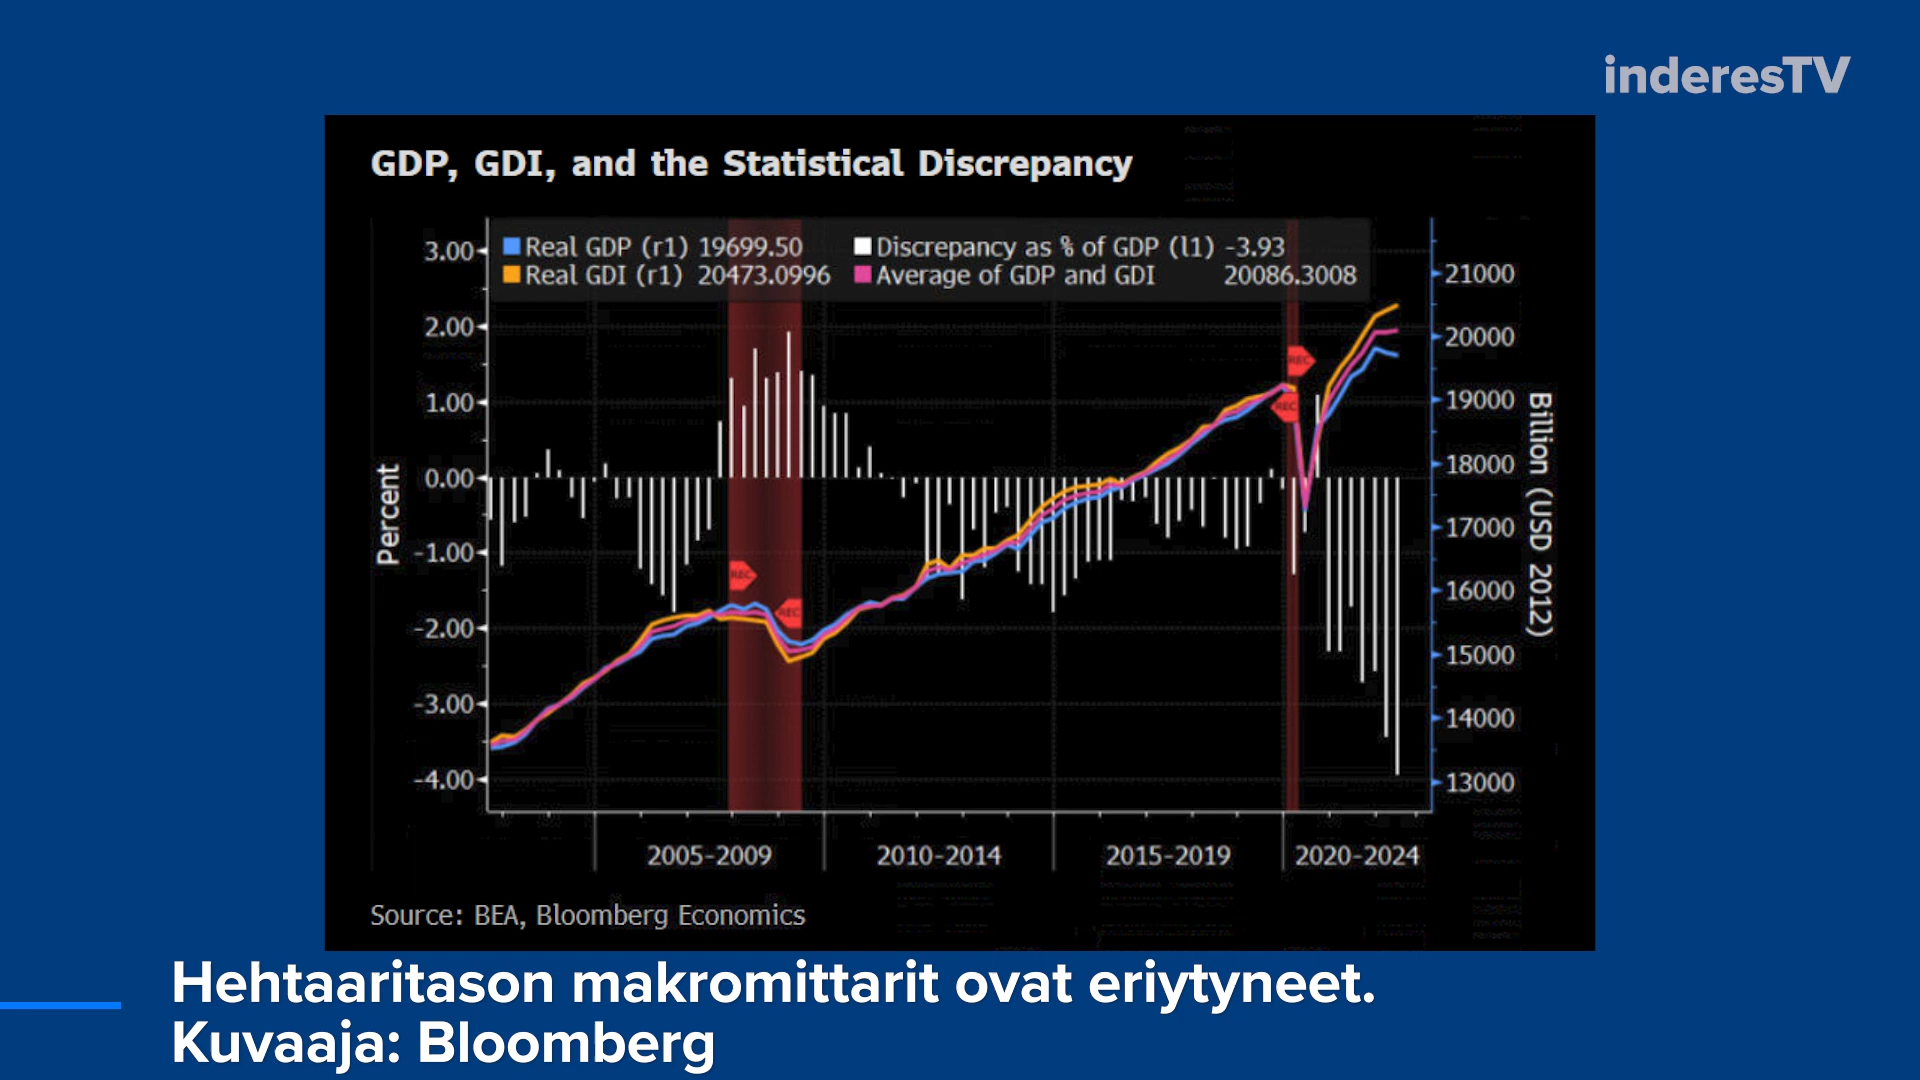 inderesTV
GDP, GDI, and the Statistical Discrepancy
Real GDP (r1) 19699.50
Discrepancy as % of GDP (l1) -3.93
Real GDI (r1) 20473.0996
Average of GDP and GDI 20086.3008
3.00
2.00
1.00
0.00
-1.00
-2.00
-3.00
-4.00
Percent
REC
REC
REC
REC
21000
20000
19000
18000
17000
16000
15000
14000
13000
Billion (USD 2012)
2005-2009
2010-2014
2015-2019
2020-2024
Source: BEA, Bloomberg Economics
Hehtaaritason makromittarit ovat eriytyneet.
Kuvaaja: Bloomberg